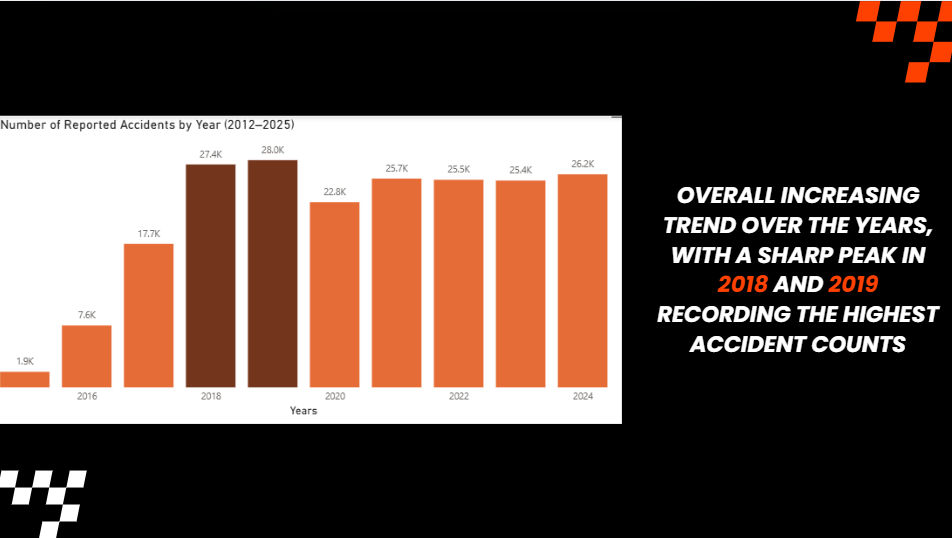 Number of Reported Accidents by Year (2012–2025)
1.9K
7.6K
17.7K
27.4K
28.0K
22.8K
25.7K
25.5K
25.4K
26.2K
2016
2018
2020
2022
2024
Years
OVERALL INCREASING
TREND OVER THE YEARS,
WITH A SHARP PEAK IN
2018 AND 2019
RECORDING THE HIGHEST
ACCIDENT COUNTS